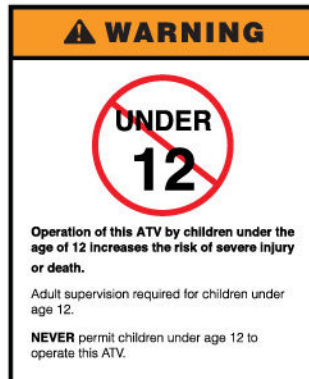 WARNING
UNDER
12
Operation of this ATV by children under the
age of 12 increases the risk of severe injury
or death.
Adult supervision required for children under
age 12.
NEVER permit children under age 12 to
operate this ATV.